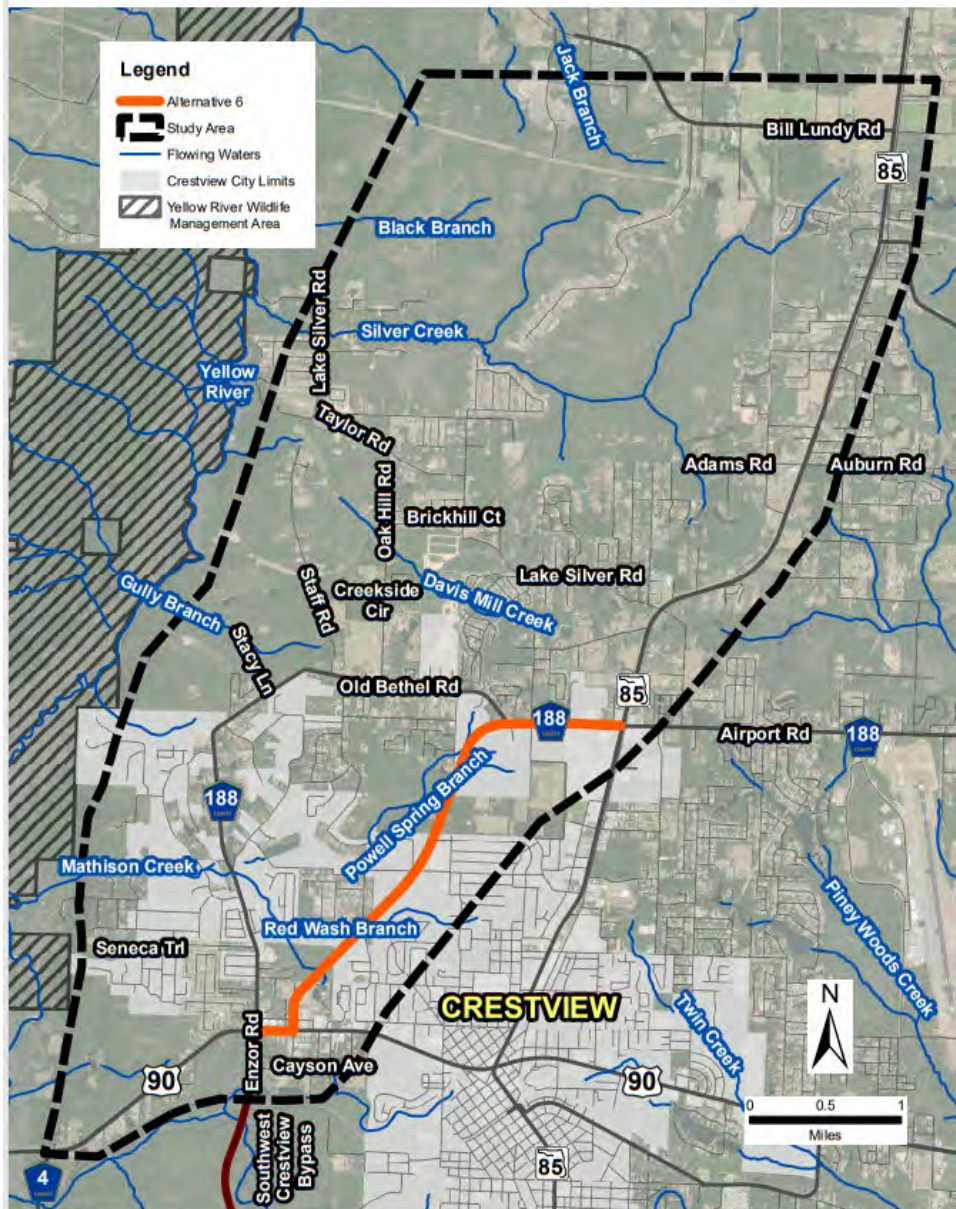 Legend
Alternative 6
Study Area
Flowing Waters
Crestview City Limits
Yellow River Wildlife
Management Area
Jack Branch
Bill Lundy Rd
85
Black Branch
Lake Silver Rd
Silver Creek
Yellow
River
Taylor Rd
Adams Rd
Auburn Rd
Oak Hill Rd
Brickhill Ct
Lake Silver Rd
Davis Mill Creek
Creekside
Cir
Staff Rd
Gully Branch
Stacy Ln
Old Bethel Rd
85
188
COUNTY
Airport Rd
188
COUNTY
188
COUNTY
Powell Spring Branch
Mathison Creek
Red Wash Branch
Piney Woods Creek
Seneca Trl
CRESTVIEW
Twin Creek
N
Enzor Rd
Cayson Ave
90
90
0 0.5 1
Miles
Southwest
Crestview
Bypass
85
4
COUNTY